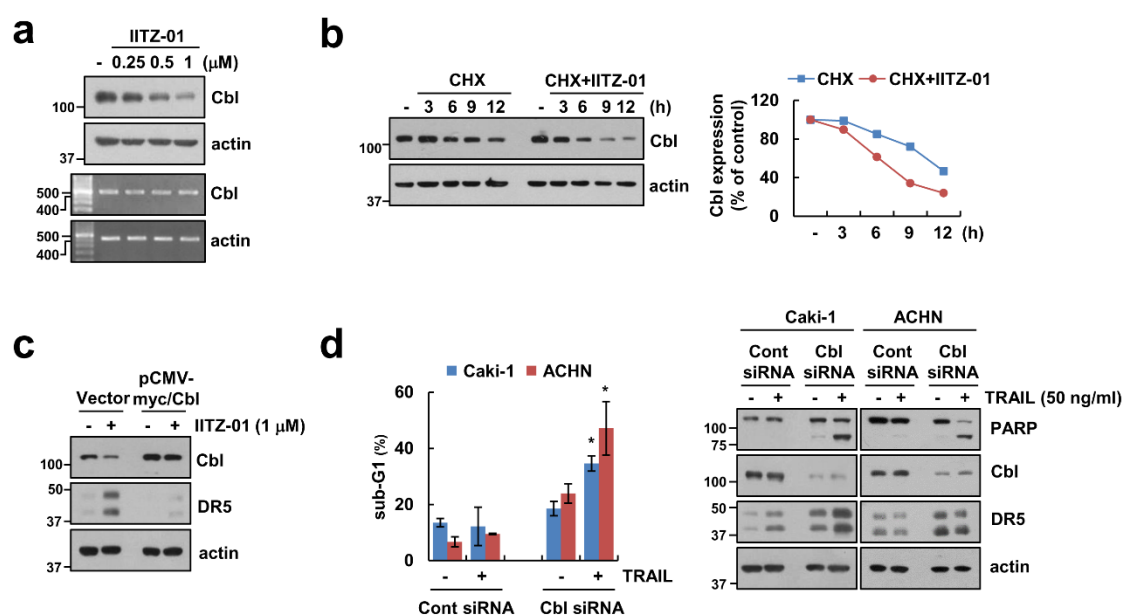 a
IITZ-01
- 0.25 0.5 1 (μM)
100
Cbl
actin
37
500
400
Cbl
500
400
actin
b
CHX CHX+IITZ-01
- 3 6 9 12 - 3 6 9 12 (h)
100
Cbl
actin
37
CHX CHX+IITZ-01
Cbl expression
(% of control)
120
80
60
40
0
- 3 6 9 12 (h)
c
Vector pCMV-
myc/Cbl
- + - + IITZ-01 (1 μM)
100
Cbl
50
37
DR5
actin
37
d
Caki-1 ACHN
sub-G1 (%)
60
40
20
0
* *
- + - + TRAIL
Cont siRNA Cbl siRNA
Caki-1 ACHN
Cont
siRNA
Cbl
siRNA
Cont
siRNA
Cbl
siRNA
- + - + - + - + TRAIL (50 ng/ml)
100
75
PARP
100
Cbl
50
37
DR5
actin
37